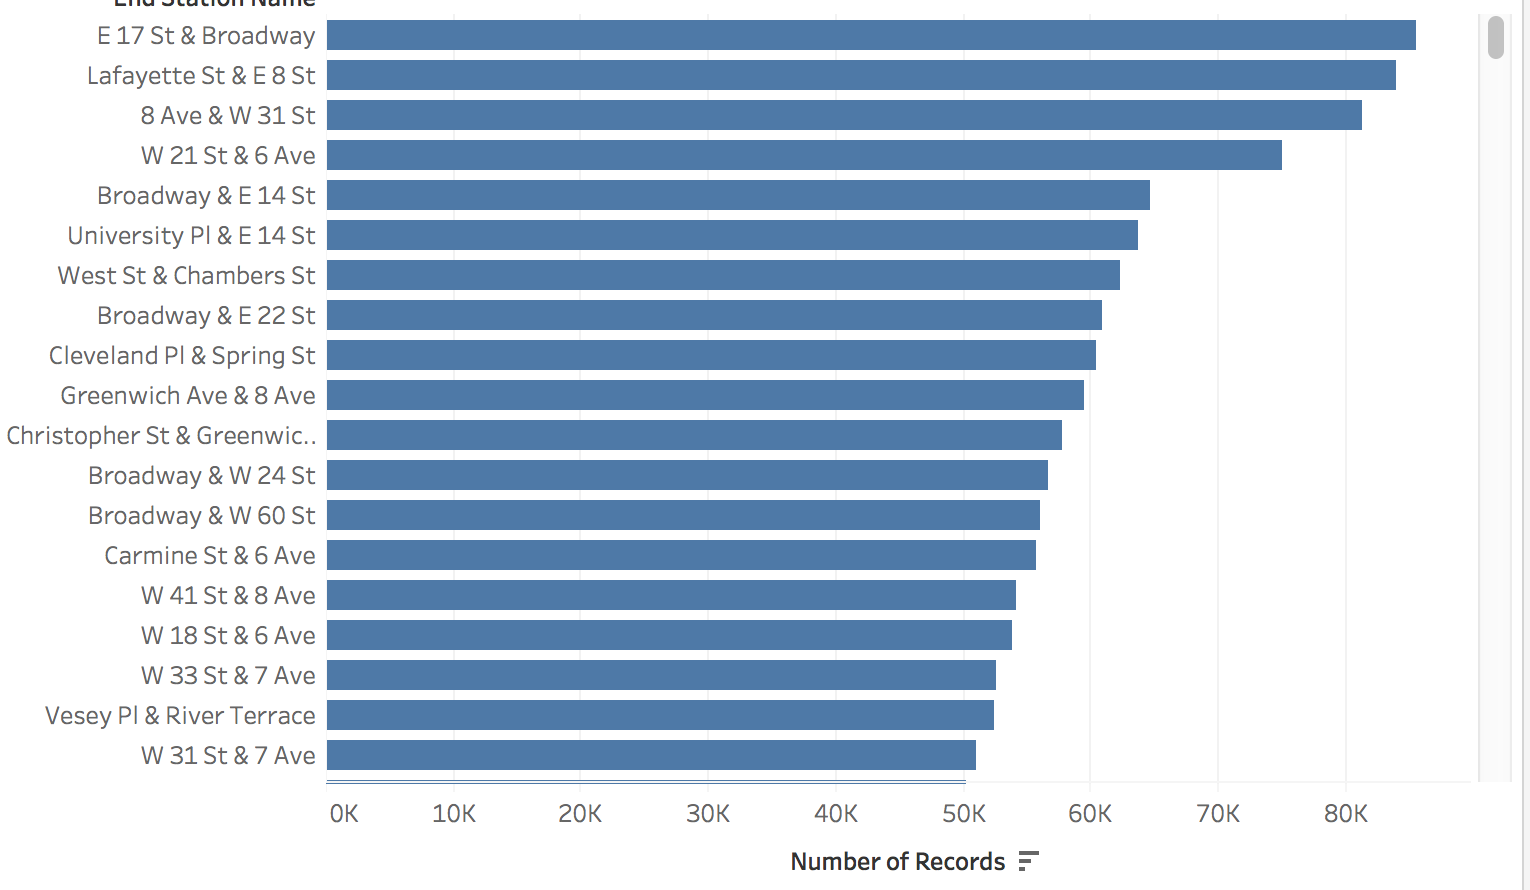 End Station Name
E 17 St & Broadway
Lafayette St & E 8 St
8 Ave & W 31 St
W 21 St & 6 Ave
Broadway & E 14 St
University Pl & E 14 St
West St & Chambers St
Broadway & E 22 St
Cleveland Pl & Spring St
Greenwich Ave & 8 Ave
Christopher St & Greenwic..
Broadway & W 24 St
Broadway & W 60 St
Carmine St & 6 Ave
W 41 St & 8 Ave
W 18 St & 6 Ave
W 33 St & 7 Ave
Vesey Pl & River Terrace
W 31 St & 7 Ave
0K 10K 20K 30K 40K 50K 60K 70K 80K
Number of Records